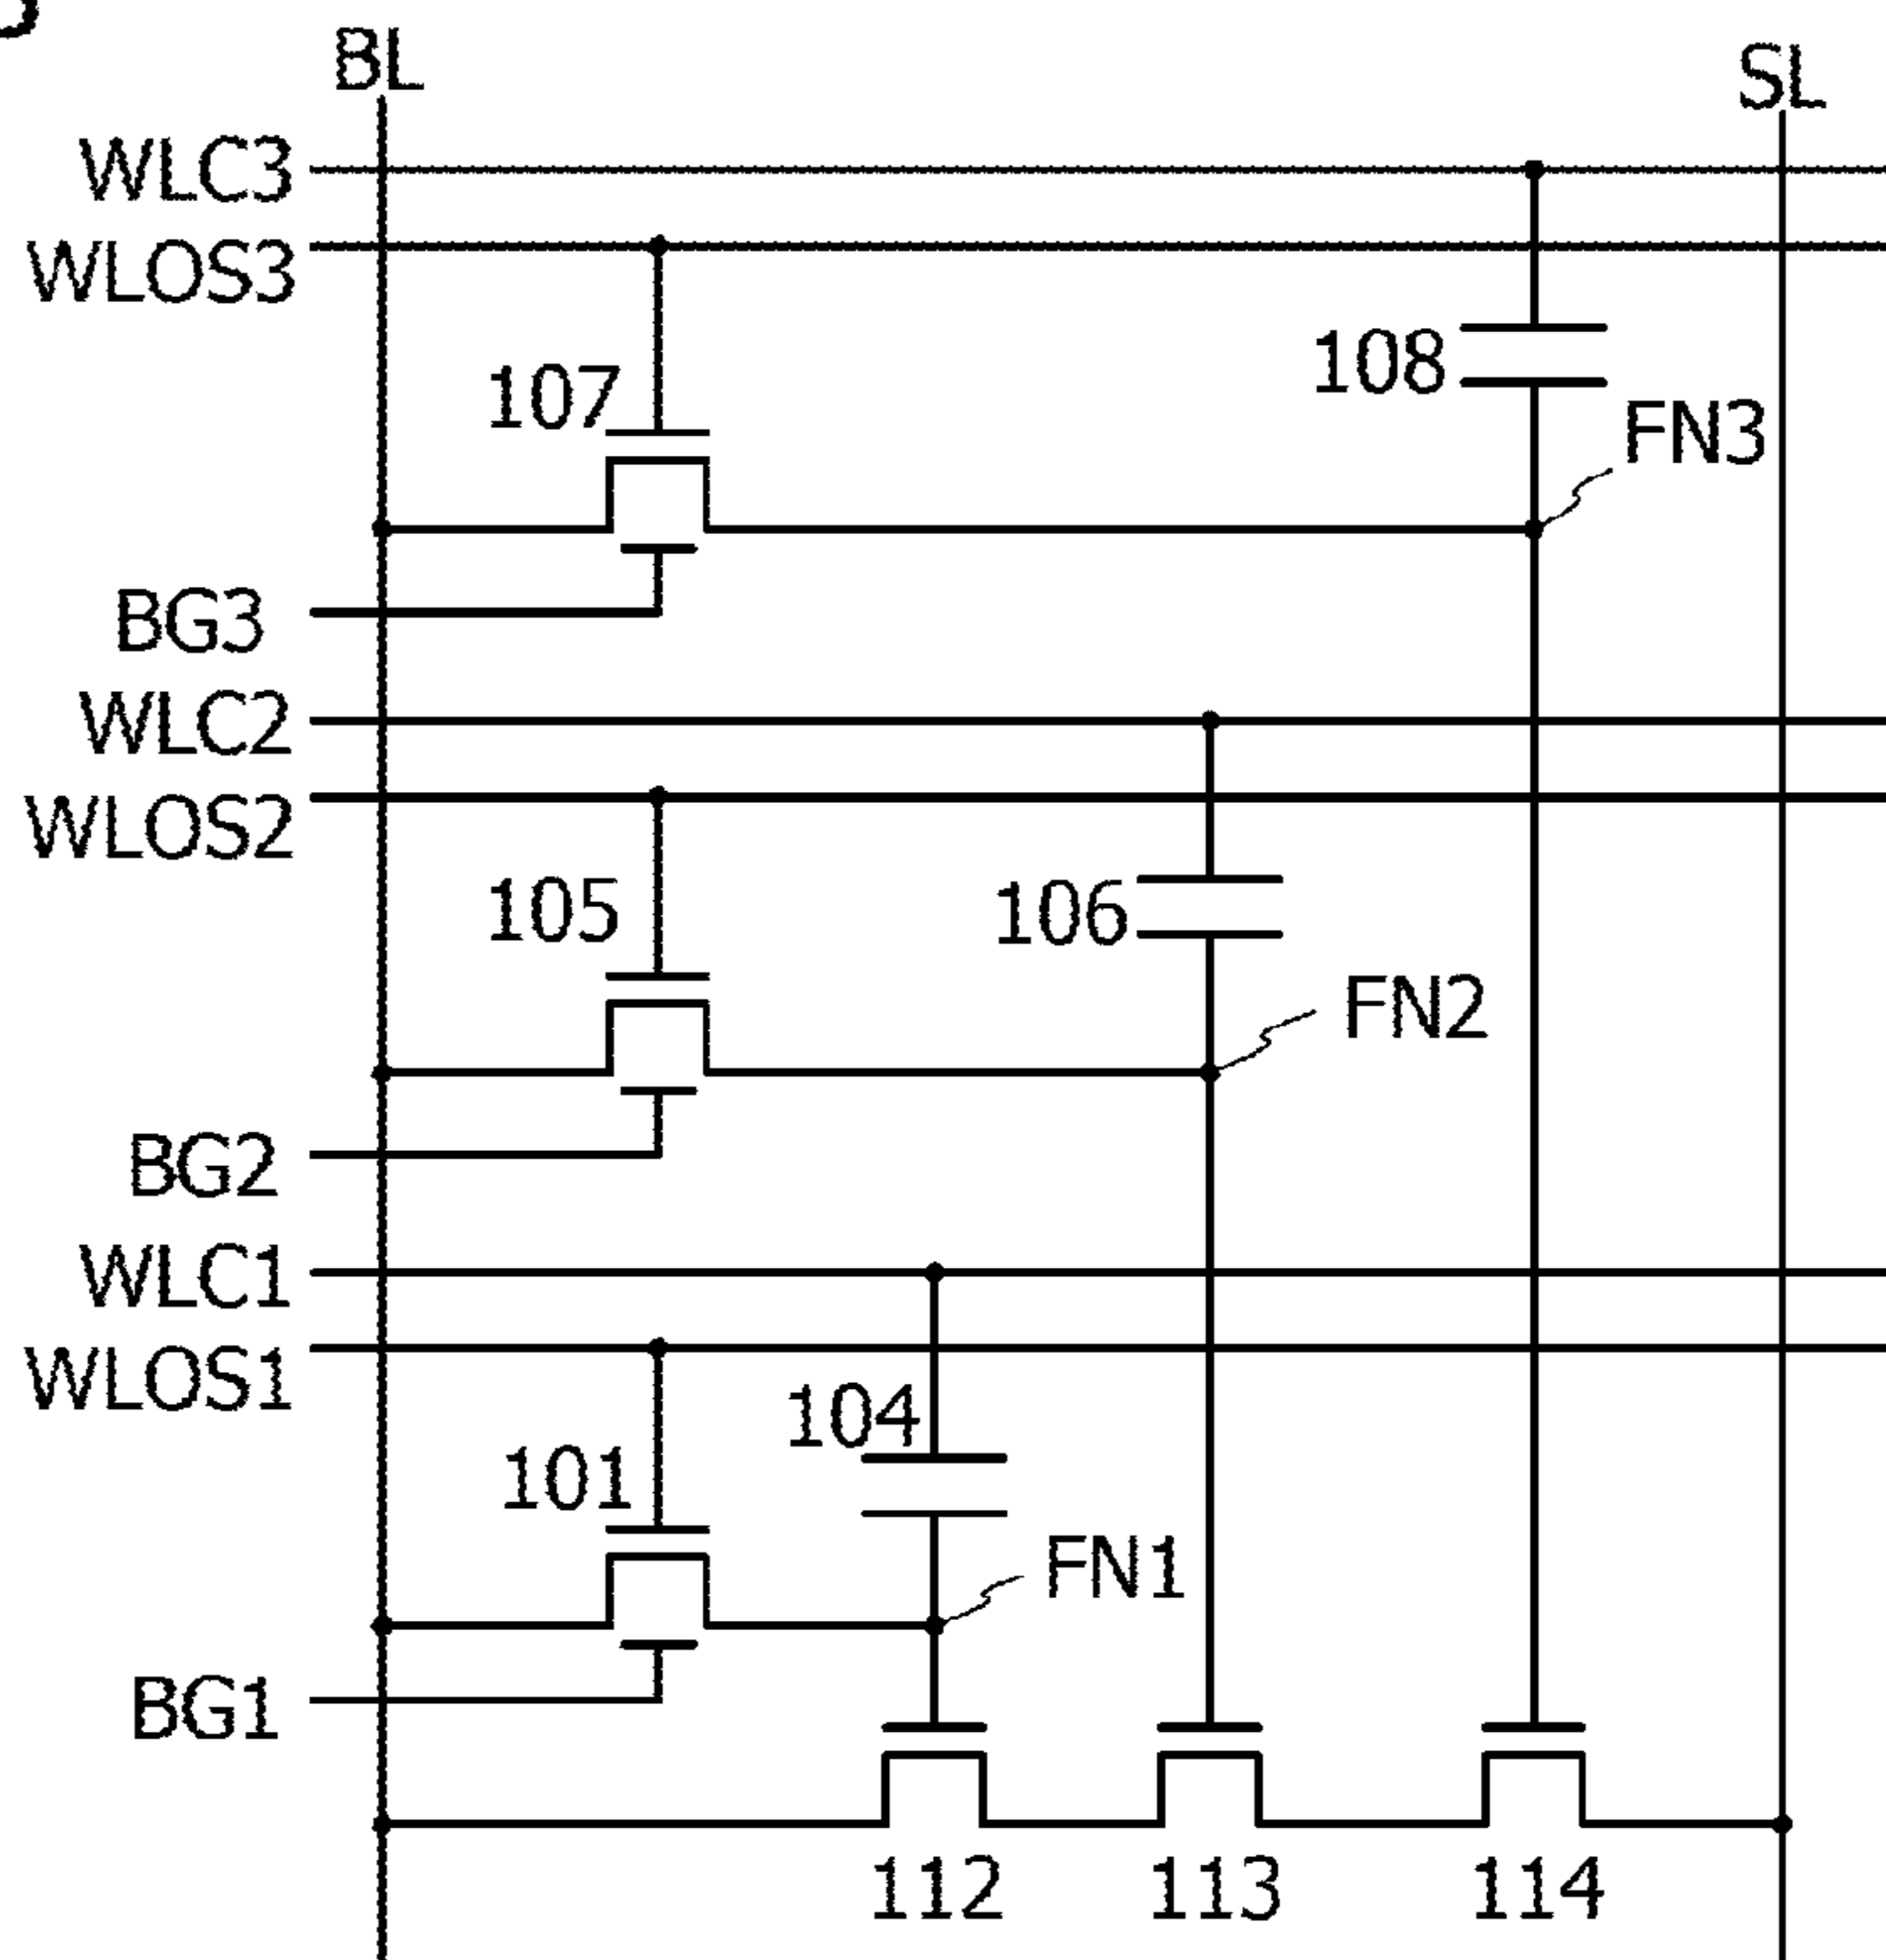 BL
SL
WLC3
WLOS3
107
108
FN3
BG3
WLC2
WLOS2
105
106
FN2
BG2
WLC1
WLOS1
104
101
FN1
BG1
112 113 114